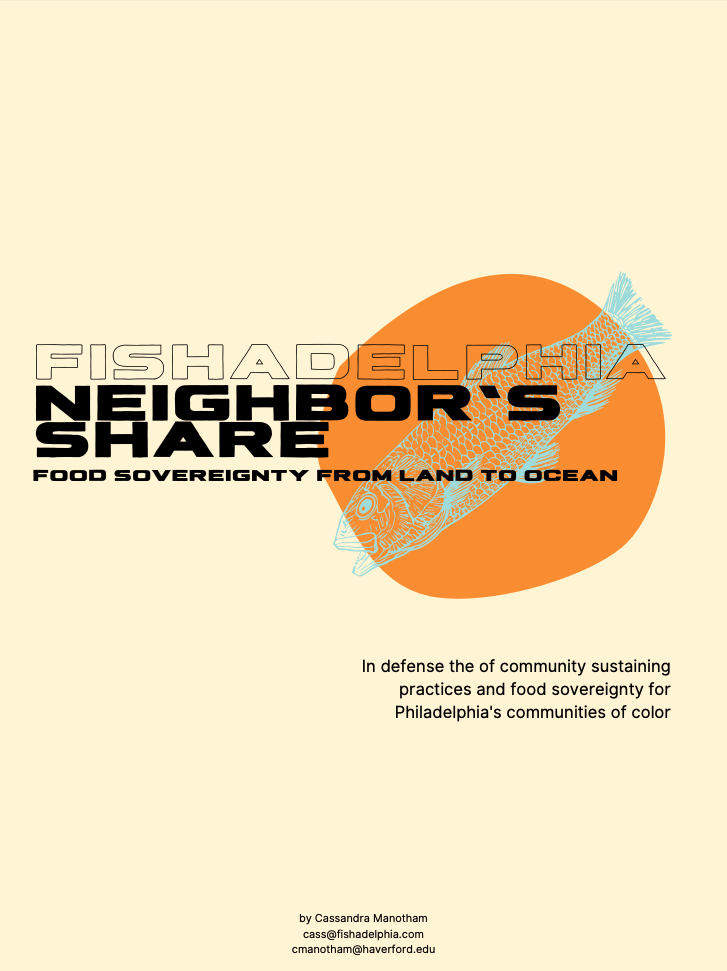 FISHADELPHIA
NEIGHBOR`S
SHARE
FOOD SOVEREIGNTY FROM LAND TO OCEAN
In defense the of community sustaining
practices and food sovereignty for
Philadelphia's communities of color
by Cassandra Manotham
cass@fishadelphia.com
cmanotham@haverford.edu